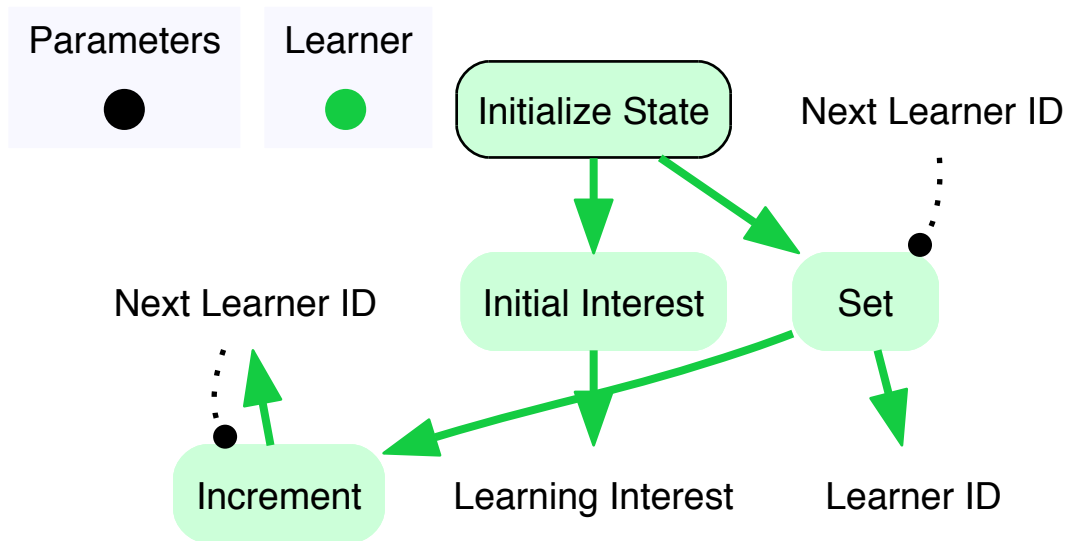 Parameters
Learner
Initialize State
Next Learner ID
Next Learner ID
Initial Interest
Set
Increment
Learning Interest
Learner ID